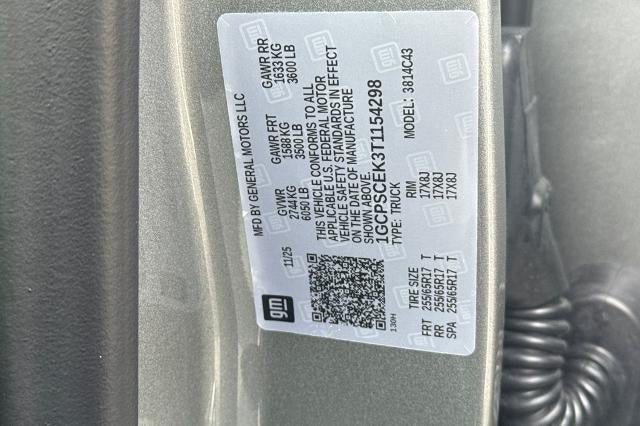 gm
MFD BY GENERAL MOTORS LLC
11/25
GVWR GAWR FRT GAWR RR
2744 KG 1588 KG 1633 KG
6050 LB 3500 LB 3600 LB
THIS VEHICLE CONFORMS TO ALL
APPLICABLE U.S. FEDERAL MOTOR
VEHICLE SAFETY STANDARDS IN EFFECT
ON THE DATE OF MANUFACTURE
SHOWN ABOVE.
1GCPSCEK3T1154298
TYPE: TRUCK MODEL: 3814C43
130H
TIRE SIZE RIM
FRT 255/65R17 T 17X8J
RR 255/65R17 T 17X8J
SPA 255/65R17 T 17X8J